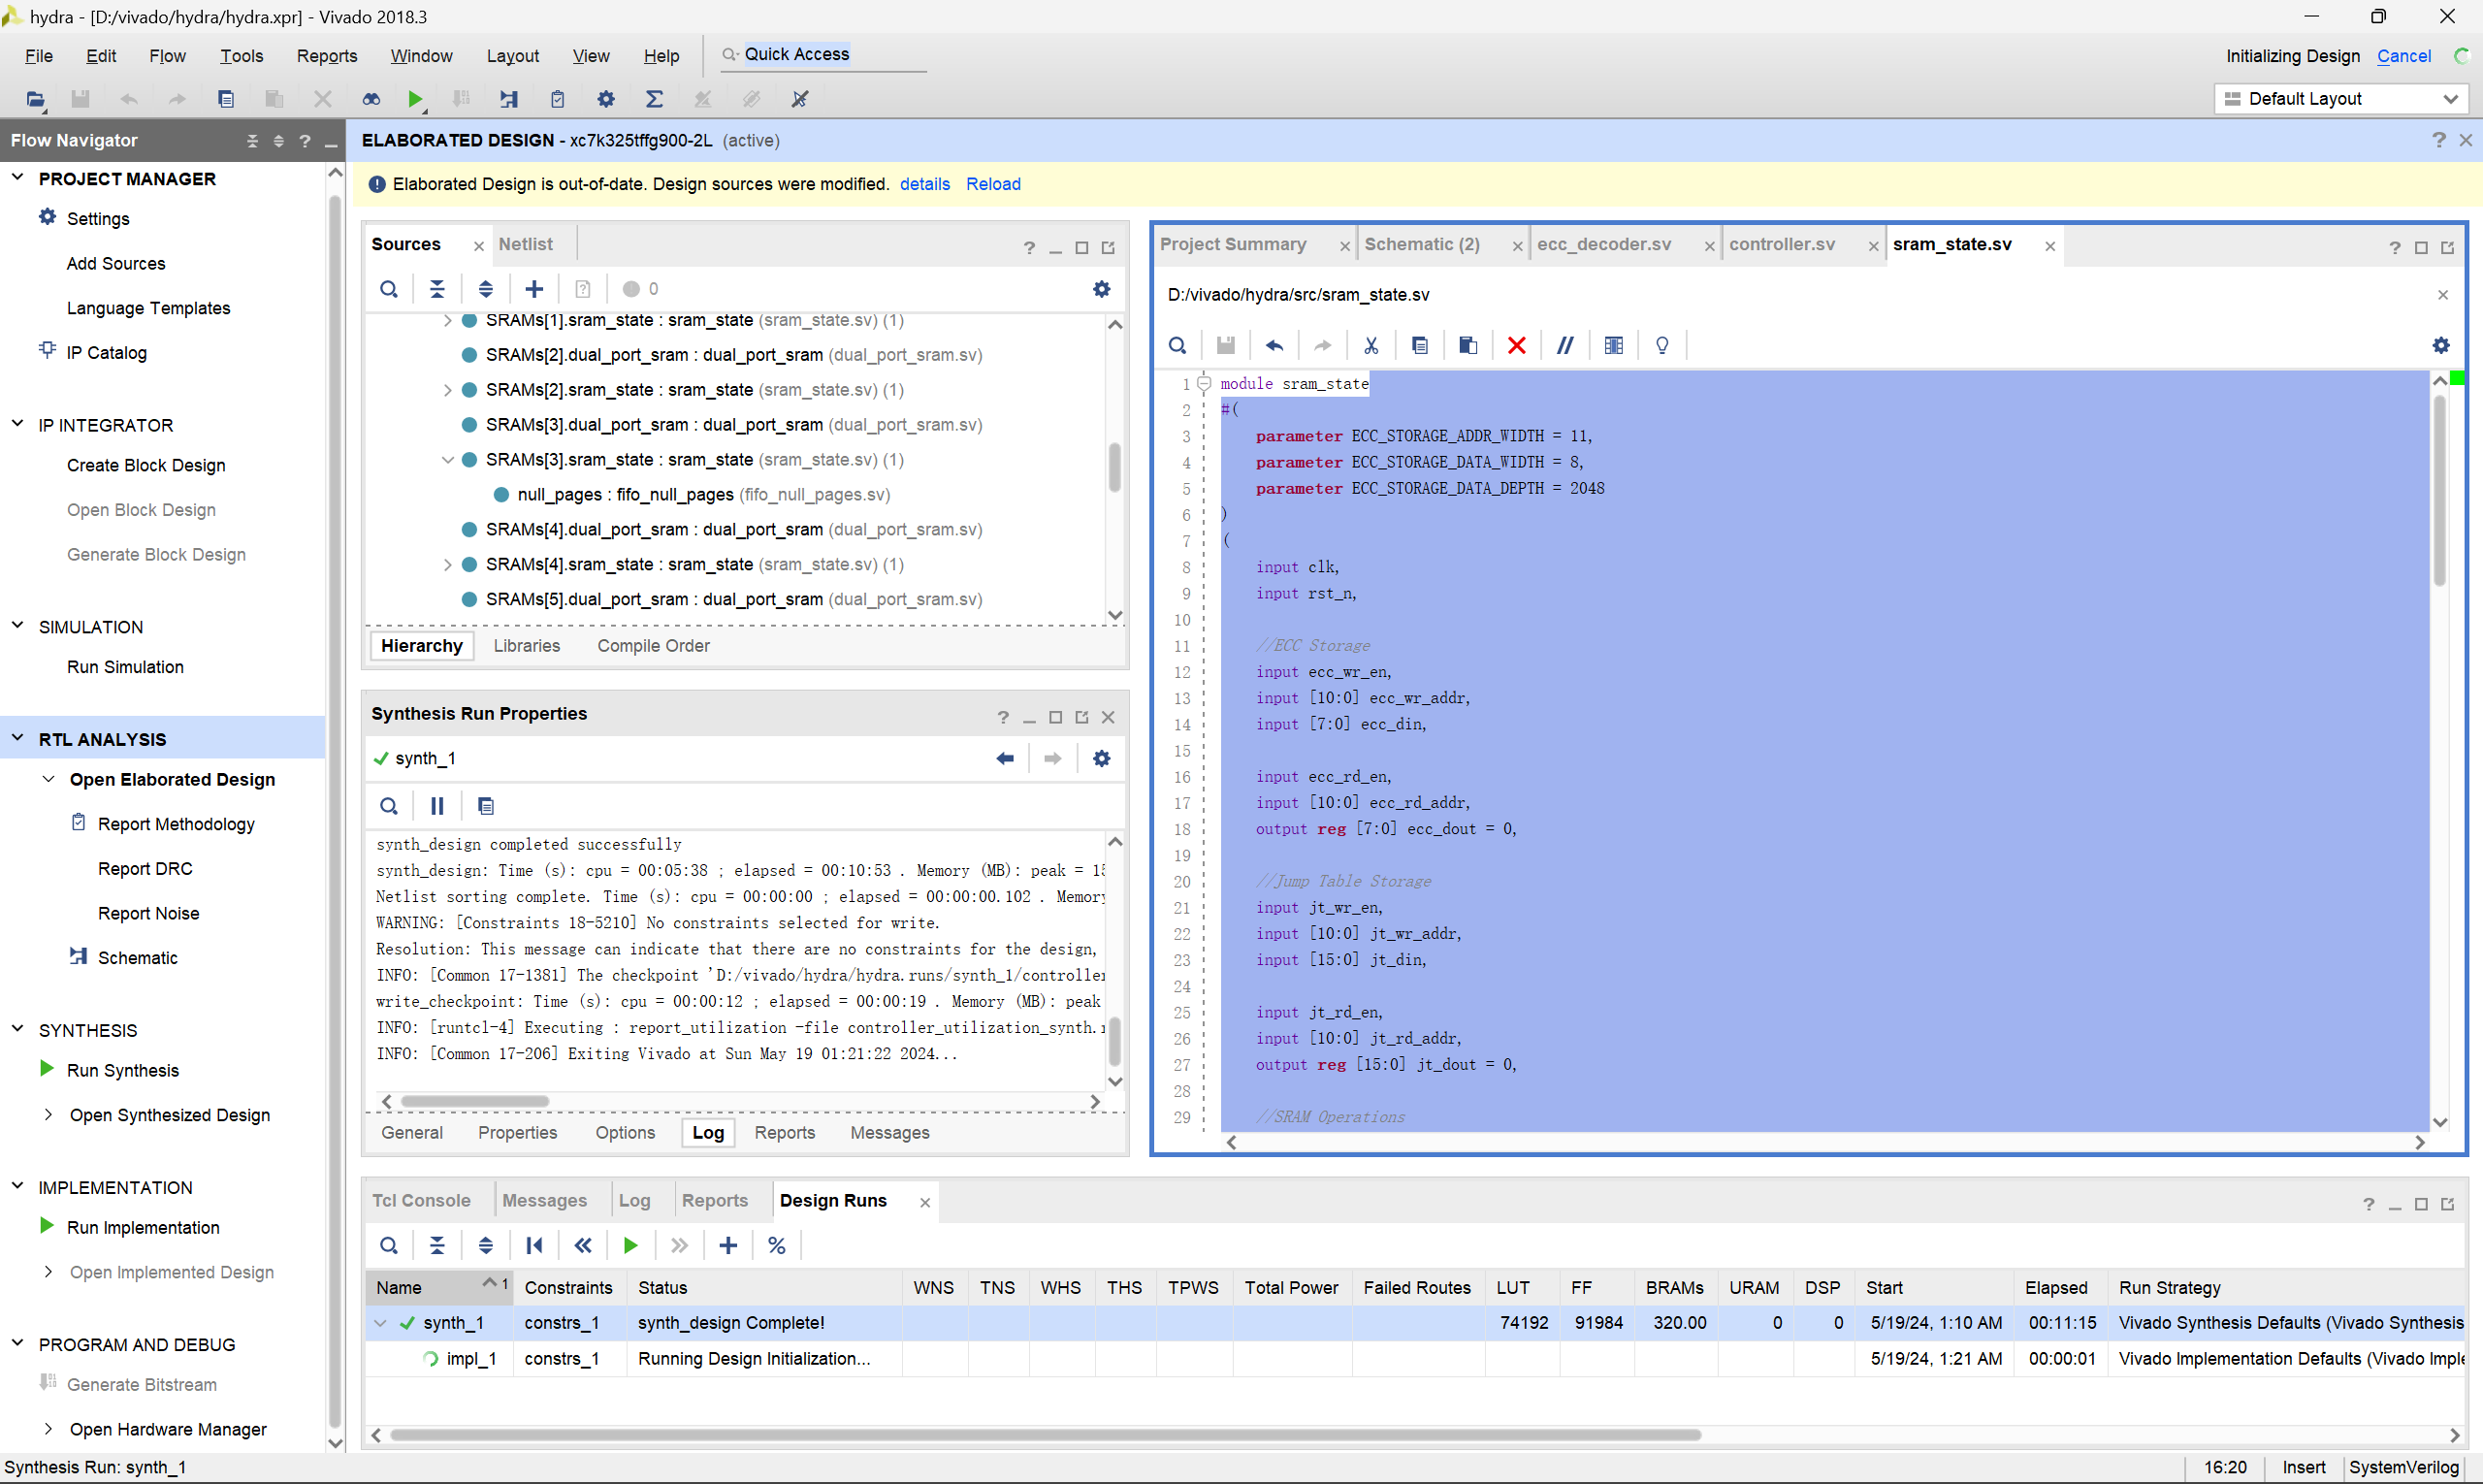 hydra - [D:/vivado/hydra/hydra.xpr] - Vivado 2018.3
File Edit Flow Tools Reports Window Layout View Help Quick Access
Initializing Design Cancel
Default Layout
Flow Navigator
PROJECT MANAGER
Settings
Add Sources
Language Templates
IP Catalog
IP INTEGRATOR
Create Block Design
Open Block Design
Generate Block Design
SIMULATION
Run Simulation
RTL ANALYSIS
Open Elaborated Design
Report Methodology
Report DRC
Report Noise
Schematic
SYNTHESIS
Run Synthesis
Open Synthesized Design
IMPLEMENTATION
Run Implementation
Open Implemented Design
PROGRAM AND DEBUG
Generate Bitstream
Open Hardware Manager
ELABORATED DESIGN - xc7k325tffg900-2L (active)
Elaborated Design is out-of-date. Design sources were modified. details Reload
Sources Netlist
0
SRAMs[1].sram_state : sram_state (sram_state.sv) (1)
SRAMs[2].dual_port_sram : dual_port_sram (dual_port_sram.sv)
SRAMs[2].sram_state : sram_state (sram_state.sv) (1)
SRAMs[3].dual_port_sram : dual_port_sram (dual_port_sram.sv)
SRAMs[3].sram_state : sram_state (sram_state.sv) (1)
null_pages : fifo_null_pages (fifo_null_pages.sv)
SRAMs[4].dual_port_sram : dual_port_sram (dual_port_sram.sv)
SRAMs[4].sram_state : sram_state (sram_state.sv) (1)
SRAMs[5].dual_port_sram : dual_port_sram (dual_port_sram.sv)
Hierarchy Libraries Compile Order
Synthesis Run Properties
synth_1
synth_design completed successfully
synth_design: Time (s): cpu = 00:05:38 ; elapsed = 00:10:53 . Memory (MB): peak = 15
Netlist sorting complete. Time (s): cpu = 00:00:00 ; elapsed = 00:00:00.102 . Memory
WARNING: [Constraints 18-5210] No constraints selected for write.
Resolution: This message can indicate that there are no constraints for the design,
INFO: [Common 17-1381] The checkpoint 'D:/vivado/hydra/hydra.runs/synth_1/controller
write_checkpoint: Time (s): cpu = 00:00:12 ; elapsed = 00:00:19 . Memory (MB): peak
INFO: [runtcl-4] Executing : report_utilization -file controller_utilization_synth.r
INFO: [Common 17-206] Exiting Vivado at Sun May 19 01:21:22 2024...
General Properties Options Log Reports Messages
Project Summary Schematic (2) ecc_decoder.sv controller.sv sram_state.sv
D:/vivado/hydra/src/sram_state.sv
1 module sram_state
2 #(
3 parameter ECC_STORAGE_ADDR_WIDTH = 11,
4 parameter ECC_STORAGE_DATA_WIDTH = 8,
5 parameter ECC_STORAGE_DATA_DEPTH = 2048
6 )
7 (
8 input clk,
9 input rst_n,
10
11 //ECC Storage
12 input ecc_wr_en,
13 input [10:0] ecc_wr_addr,
14 input [7:0] ecc_din,
15
16 input ecc_rd_en,
17 input [10:0] ecc_rd_addr,
18 output reg [7:0] ecc_dout = 0,
19
20 //Jump Table Storage
21 input jt_wr_en,
22 input [10:0] jt_wr_addr,
23 input [15:0] jt_din,
24
25 input jt_rd_en,
26 input [10:0] jt_rd_addr,
27 output reg [15:0] jt_dout = 0,
28
29 //SRAM Operations
Tcl Console Messages Log Reports Design Runs
Name 1 Constraints Status WNS TNS WHS THS TPWS Total Power Failed Routes LUT FF BRAMs URAM DSP Start Elapsed Run Strategy
synth_1 constrs_1 synth_design Complete! 74192 91984 320.00 0 0 5/19/24, 1:10 AM 00:11:15 Vivado Synthesis Defaults (Vivado Synthesis
impl_1 constrs_1 Running Design Initialization... 5/19/24, 1:21 AM 00:00:01 Vivado Implementation Defaults (Vivado Imple
Synthesis Run: synth_1
16:20 Insert SystemVerilog